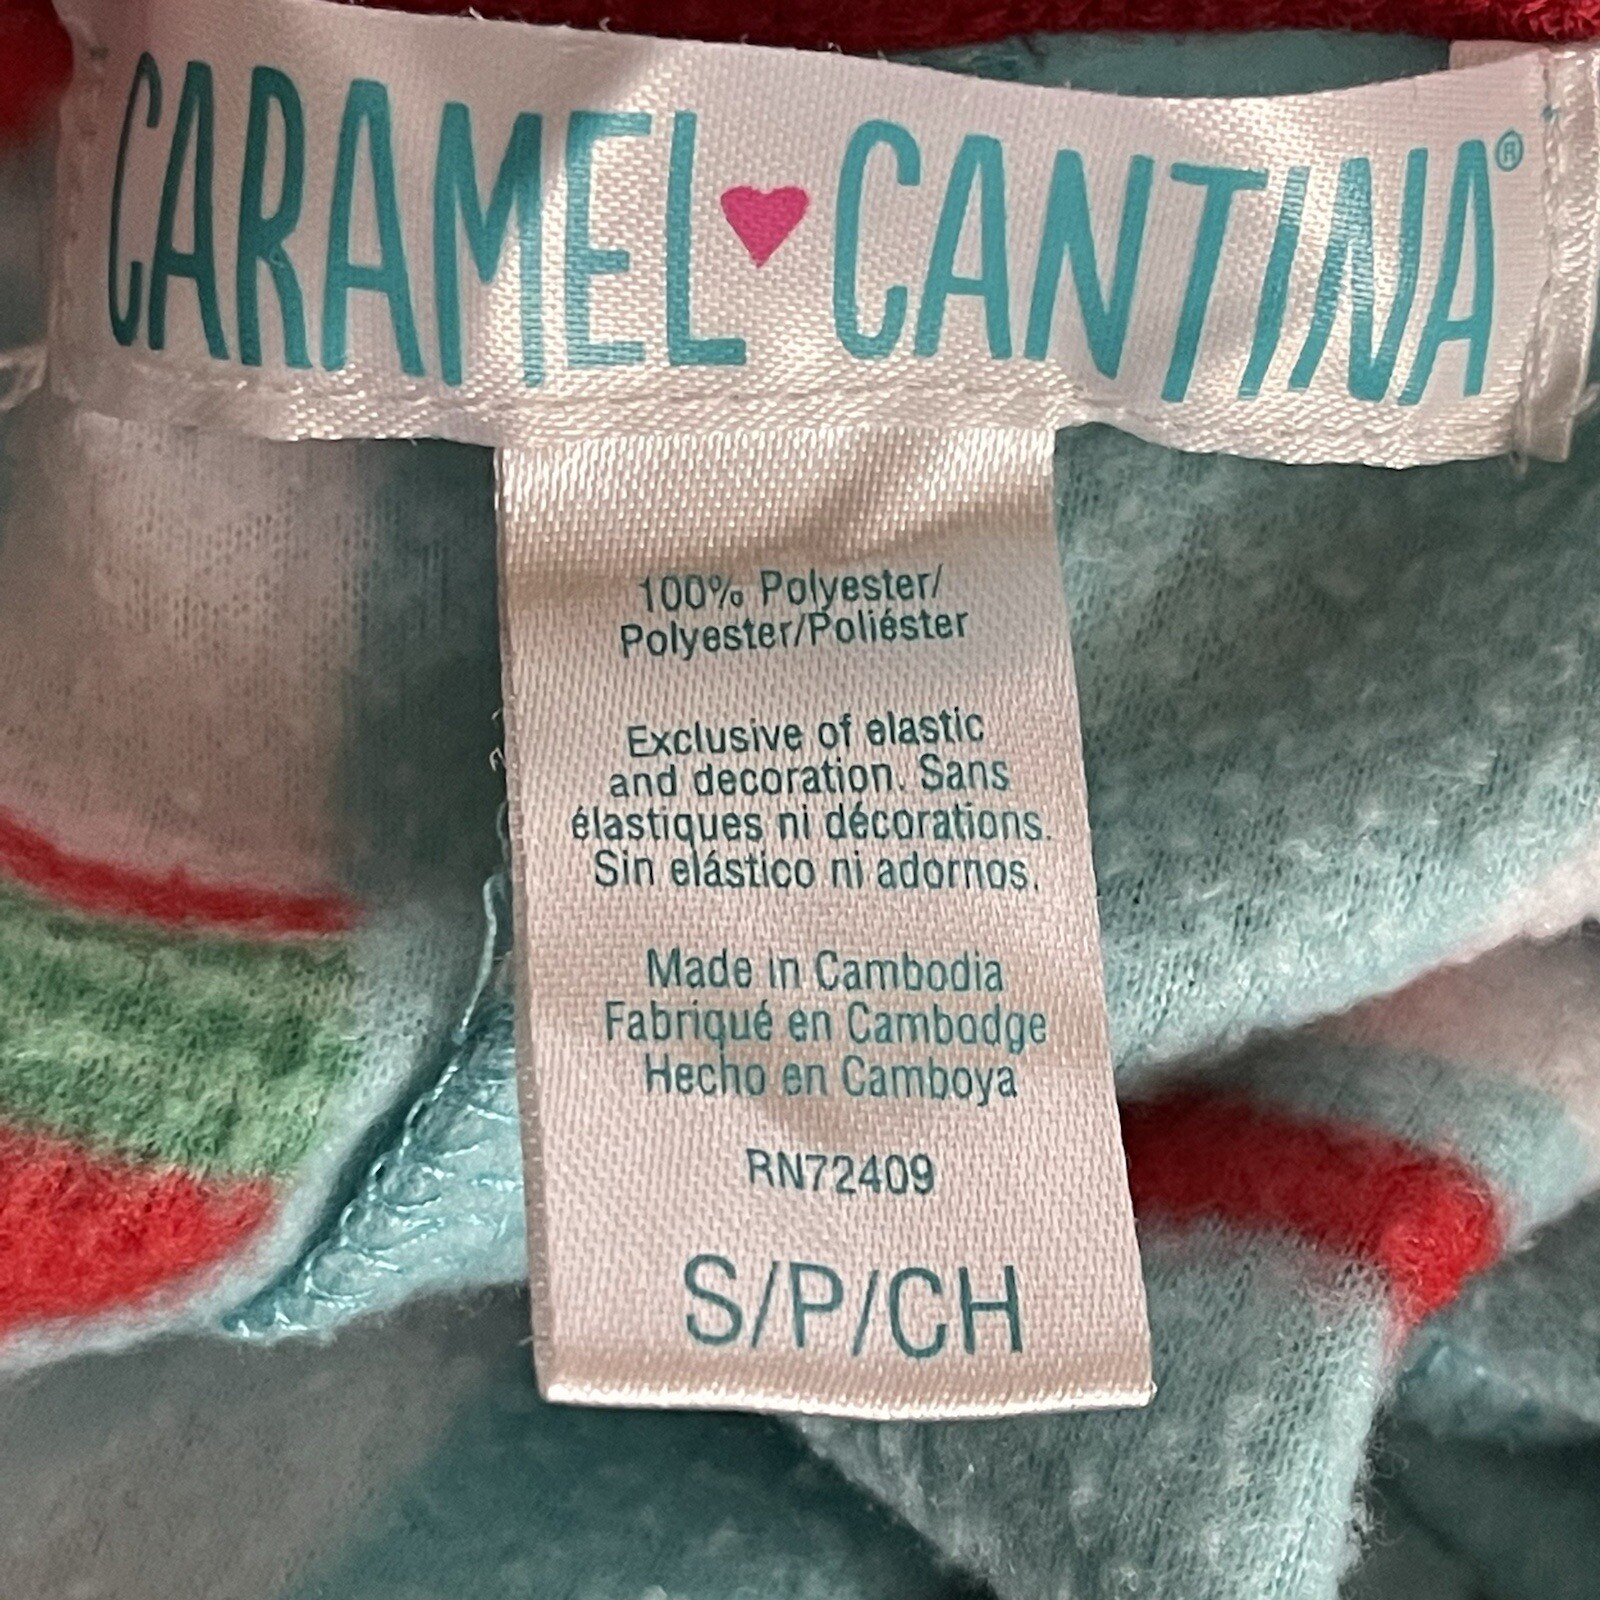 CARAMEL CANTINA®
100% Polyester/
Polyester/Poliéster
Exclusive of elastic
and decoration. Sans
élastiques ni décorations.
Sin elástico ni adornos.
Made in Cambodia
Fabriqué en Cambodge
Hecho en Camboya
RN72409
S/P/CH